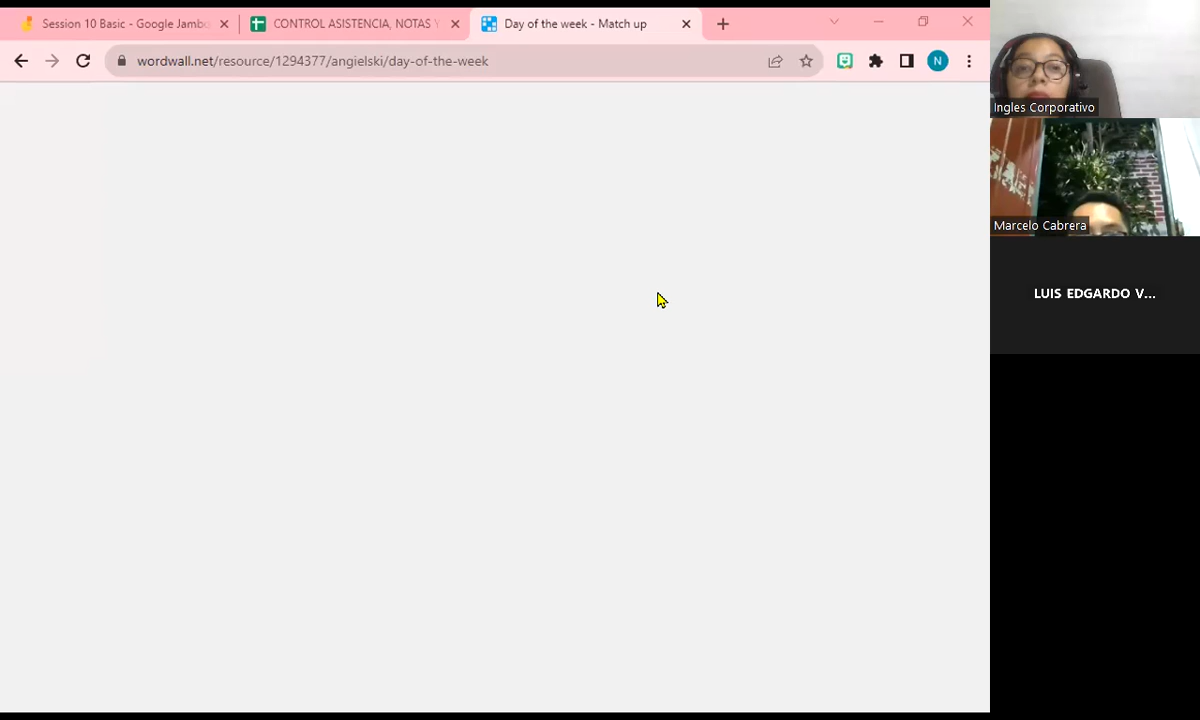 Session 10 Basic - Google Jambo
CONTROL ASISTENCIA, NOTAS Y
Day of the week - Match up
wordwall.net/resource/1294377/angielski/day-of-the-week
N
Ingles Corporativo
Marcelo Cabrera
LUIS EDGARDO V...